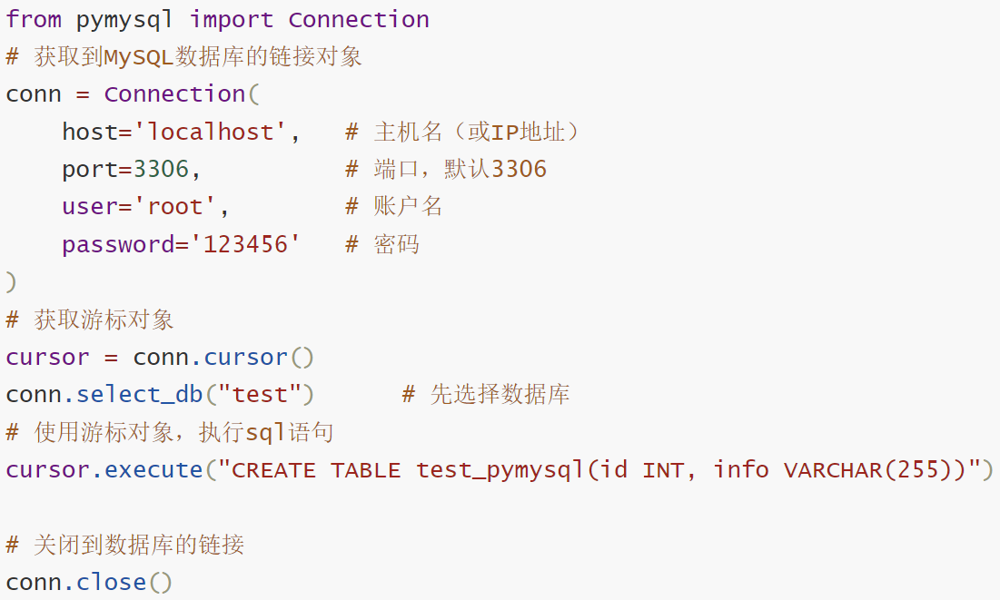 from pymysql import Connection
# 获取到MySQL数据库的链接对象
conn = Connection(
    host='localhost',   # 主机名（或IP地址）
    port=3306,          # 端口，默认3306
    user='root',        # 账户名
    password='123456'   # 密码
)
# 获取游标对象
cursor = conn.cursor()
conn.select_db("test")      # 先选择数据库
# 使用游标对象，执行sql语句
cursor.execute("CREATE TABLE test_pymysql(id INT, info VARCHAR(255))")

# 关闭到数据库的链接
conn.close()